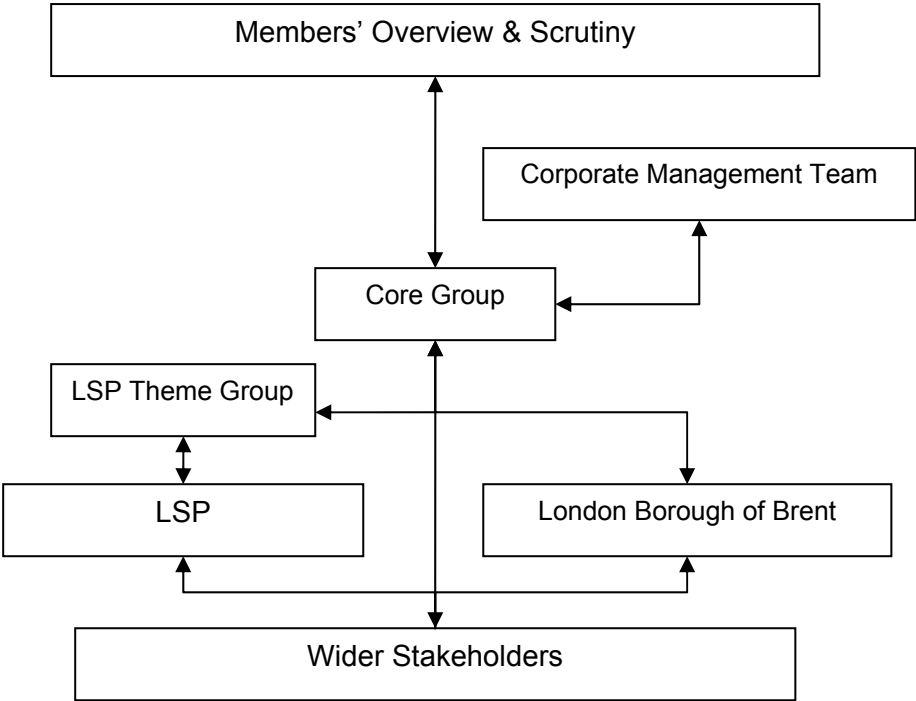 Members’ Overview & Scrutiny
Corporate Management Team
Core Group
LSP Theme Group
LSP
London Borough of Brent
Wider Stakeholders